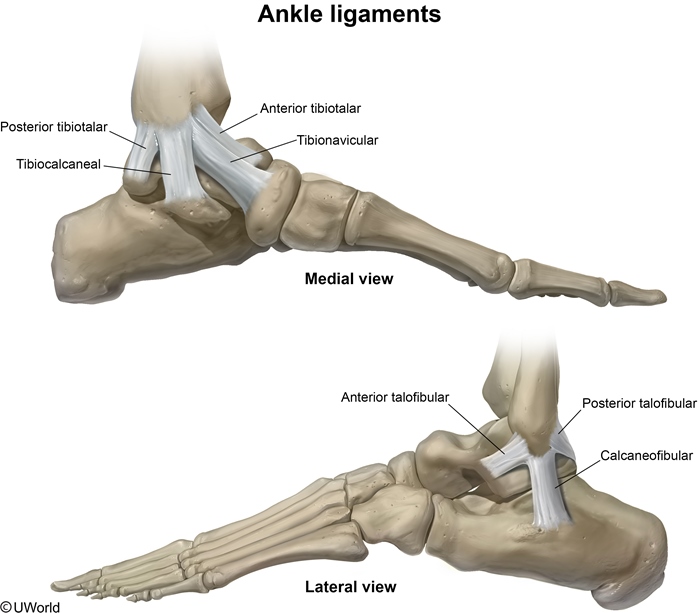 Ankle ligaments
Anterior tibiotalar
Posterior tibiotalar
Tibionavicular
Tibiocalcaneal
Medial view
Anterior talofibular
Posterior talofibular
Calcaneofibular
Lateral view
©UWorld